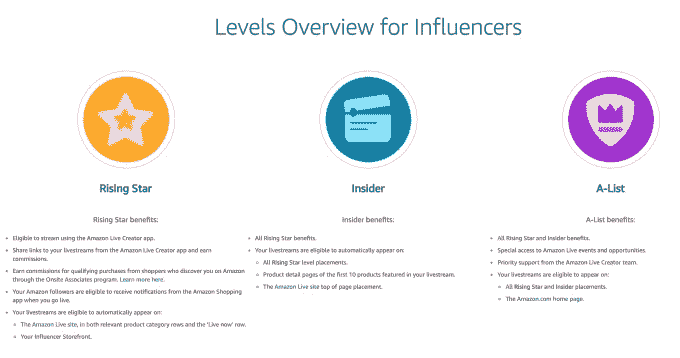 Levels Overview for Influencers
Rising Star
Insider
A-List
Rising Star benefits:
Eligible to stream using the Amazon Live Creator app.
Share links to your livestreams from the Amazon Live Creator app and earn
commissions.
Earn commissions for qualifying purchases from shoppers who discover you on Amazon
through the Onsite Associates program. Learn more here.
Your Amazon followers are eligible to receive notifications from the Amazon Shopping
app when you go live.
Your livestreams are eligible to automatically appear on:
The Amazon Live site, in both relevant product category rows and the 'Live now' row.
Your Influencer Storefront.
Insider benefits:
All Rising Star benefits.
Your livestreams are eligible to automatically appear on:
All Rising Star level placements.
Product detail pages of the first 10 products featured in your livestream.
The Amazon Live site top of page placement.
A-List benefits:
All Rising Star and Insider benefits.
Special access to Amazon Live events and opportunities.
Priority support from the Amazon Live Creator team.
Your livestreams are eligible to appear on:
All Rising Star and Insider placements.
The Amazon.com home page.